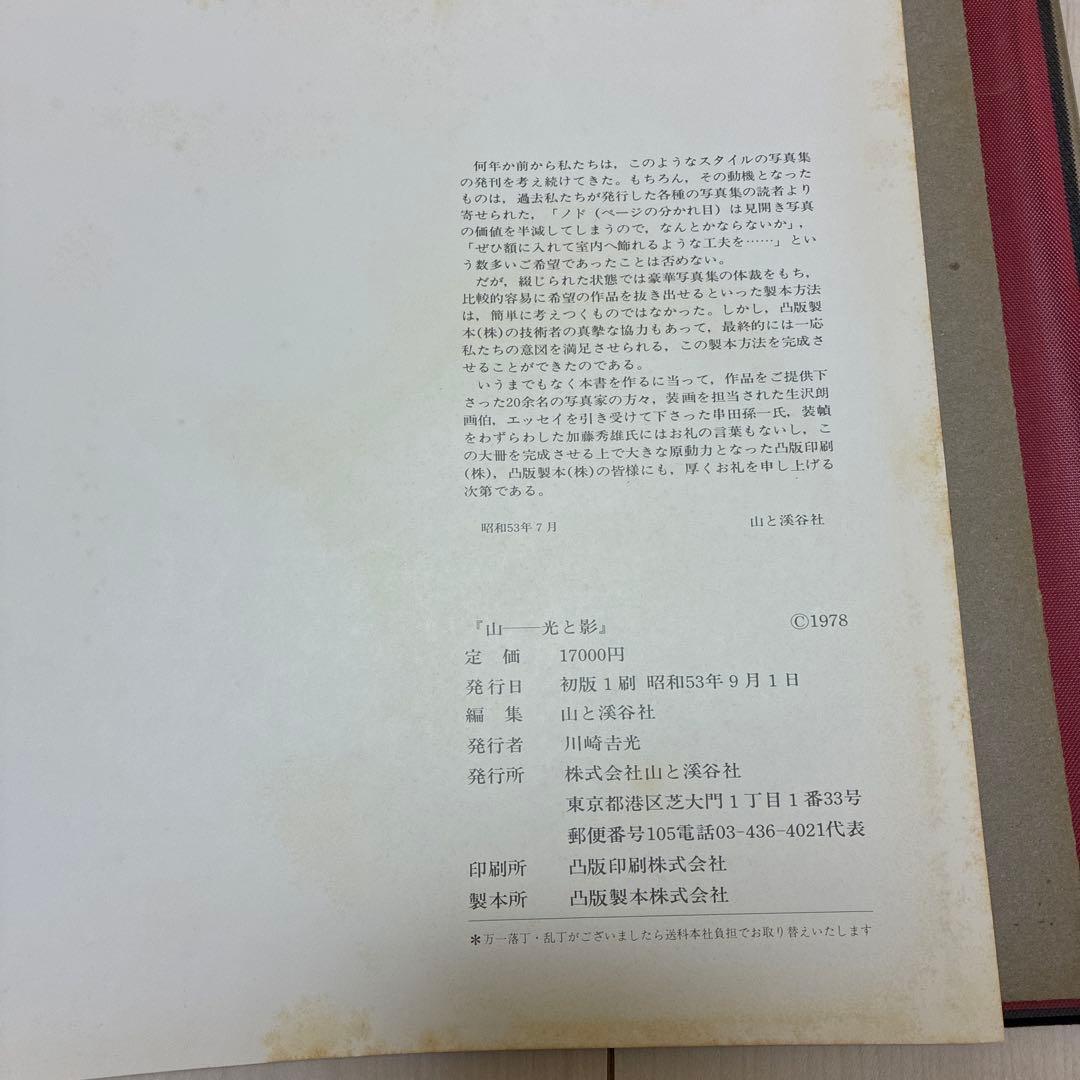 何年か前から私たちは，このようなスタイルの写真集
の発刊を考え続けてきた。もちろん，その動機となった
ものは，過去私たちが発行した各種の写真集の読者より
寄せられた，「ノド（ページの分かれ目）は見開き写真
の価値を半減してしまうので，なんとかならないか」，
「ぜひ額に入れて室内へ飾れるような工夫を……」とい
う数多いご希望であったことは否めない。
だが，綴じられた状態では豪華写真集の体裁をもち，
比較的容易に希望の作品を抜き出せるといった製本方法
は，簡単に考えつくものではなかった。しかし，凸版製
本(株)の技術者の真摯な協力もあって，最終的には一応
私たちの意図を満足させられる，この製本方法を完成さ
せることができたのである。
いうまでもなく本書を作るに当って，作品をご提供下
さった20余名の写真家の方々，装画を担当された生沢朗
画伯，エッセイを引き受けて下さった串田孫一氏，装幀
をわずらわした加藤秀雄氏にはお礼の言葉もないし，こ
の大冊を完成させる上で大きな原動力となった凸版印刷
(株)，凸版製本(株)の皆様にも，厚くお礼を申し上げる
次第である。
昭和53年7月 山と溪谷社
『山――光と影』 ©1978
定価 17000円
発行日 初版1刷 昭和53年9月1日
編集 山と溪谷社
発行者 川崎吉光
発行所 株式会社山と溪谷社
東京都港区芝大門1丁目1番33号
郵便番号105電話03-436-4021代表
印刷所 凸版印刷株式会社
製本所 凸版製本株式会社
＊万一落丁・乱丁がございましたら送料本社負担でお取り替えいたします